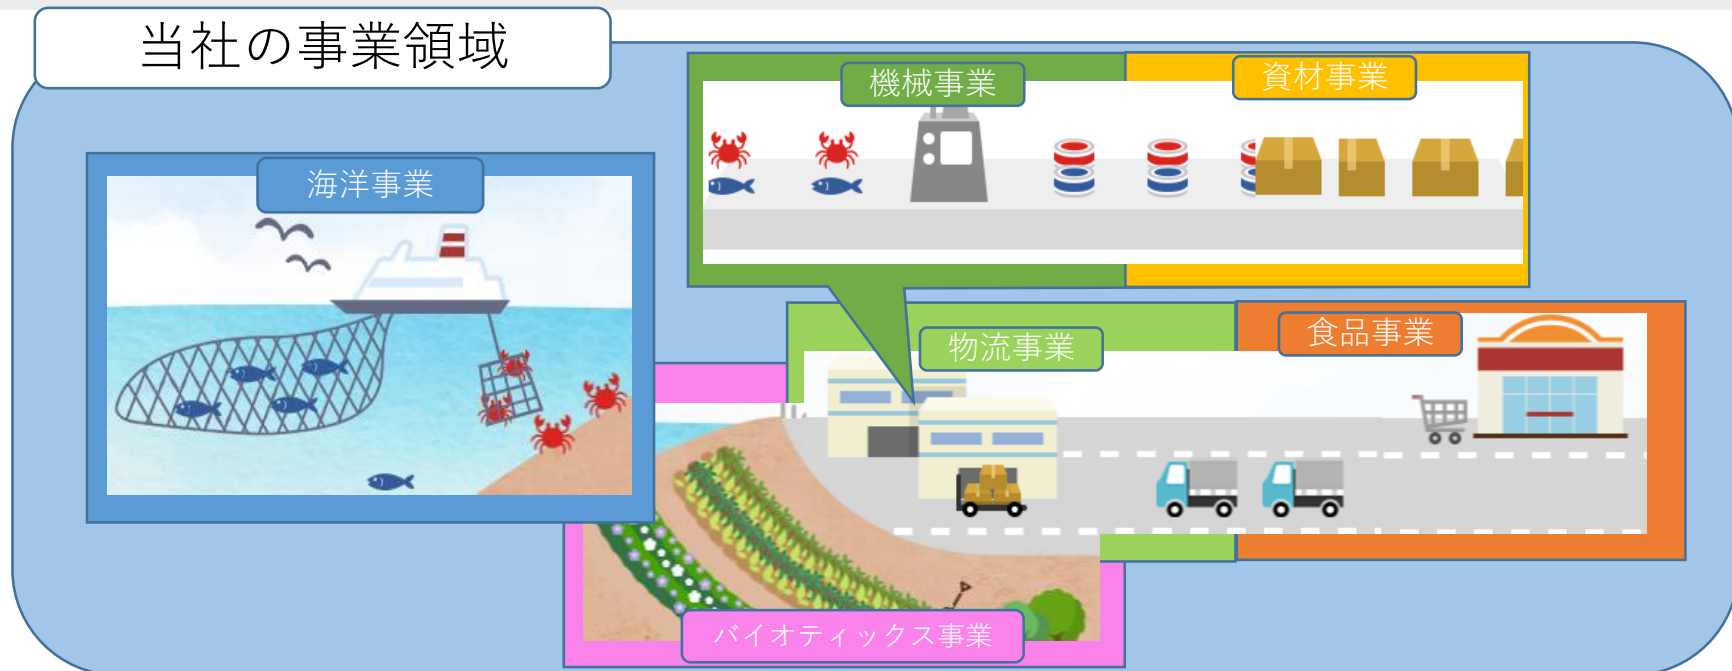 当社の事業領域
機械事業
資材事業
海洋事業
物流事業
食品事業
バイオティックス事業